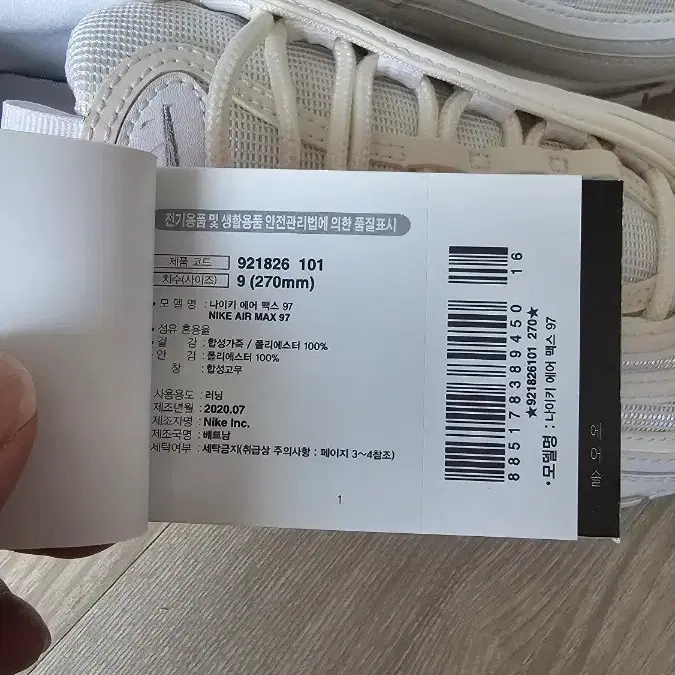 전기용품 및 생활용품 안전관리법에 의한 품질표시
제품 코드 921826 101
치수(사이즈) 9 (270mm)
• 모 델 명 : 나이키 에어 맥스 97
NIKE AIR MAX 97
• 섬유 혼용율
• 겉 감 : 합성가죽 / 폴리에스터 100%
• 안 감 : 폴리에스터 100%
창 : 합성고무
사용용도 : 러닝
제조년월 : 2020.07
제조자명 : Nike Inc.
제조국명 : 베트남
세탁여부 : 세탁금지(취급상 주의사항 : 페이지 3~4참조)
1
885178389450 16
★921826101 270★
•모델명 : 나이키 에어 맥스 97
에어솔